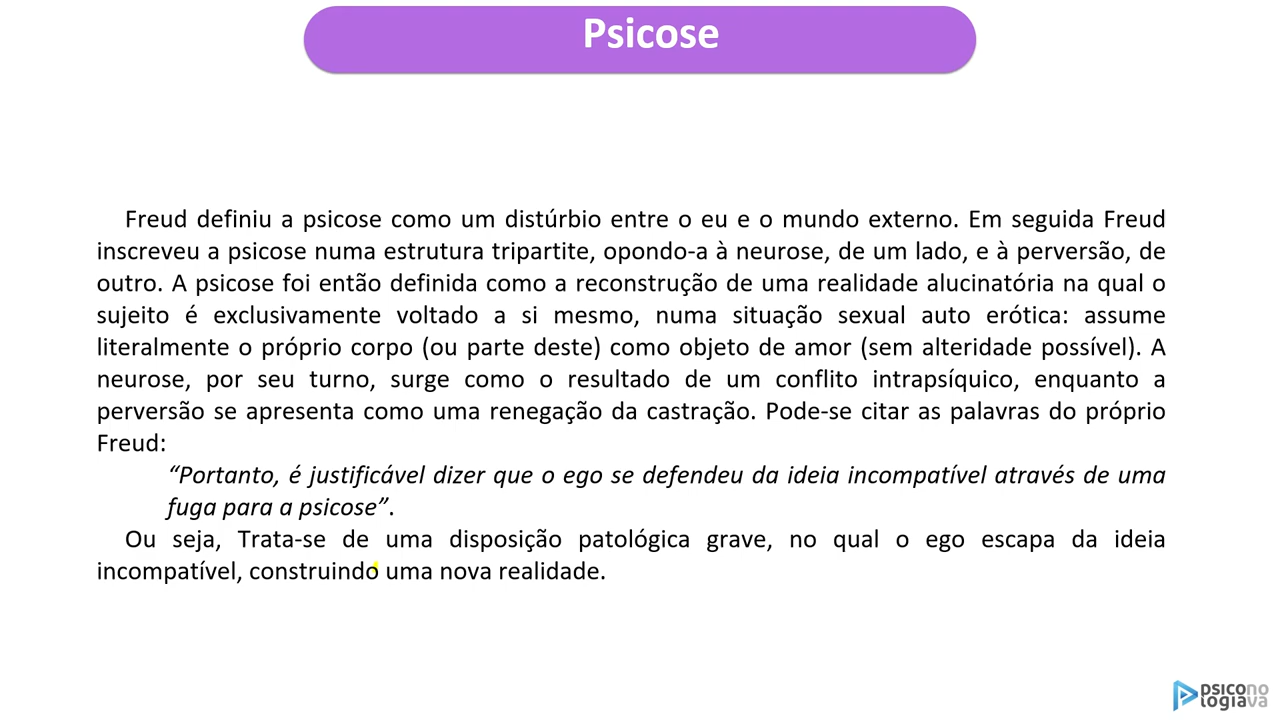 Psicose
Freud definiu a psicose como um distúrbio entre o eu e o mundo externo. Em seguida Freud
inscreveu a psicose numa estrutura tripartite, opondo-a à neurose, de um lado, e à perversão, de
outro. A psicose foi então definida como a reconstrução de uma realidade alucinatória na qual o
sujeito é exclusivamente voltado a si mesmo, numa situação sexual auto erótica: assume
literalmente o próprio corpo (ou parte deste) como objeto de amor (sem alteridade possível). A
neurose, por seu turno, surge como o resultado de um conflito intrapsíquico, enquanto a
perversão se apresenta como uma renegação da castração. Pode-se citar as palavras do próprio
Freud:
“Portanto, é justificável dizer que o ego se defendeu da ideia incompatível através de uma
fuga para a psicose”.
Ou seja, Trata-se de uma disposição patológica grave, no qual o ego escapa da ideia
incompatível, construindo uma nova realidade.
psicono
logiava